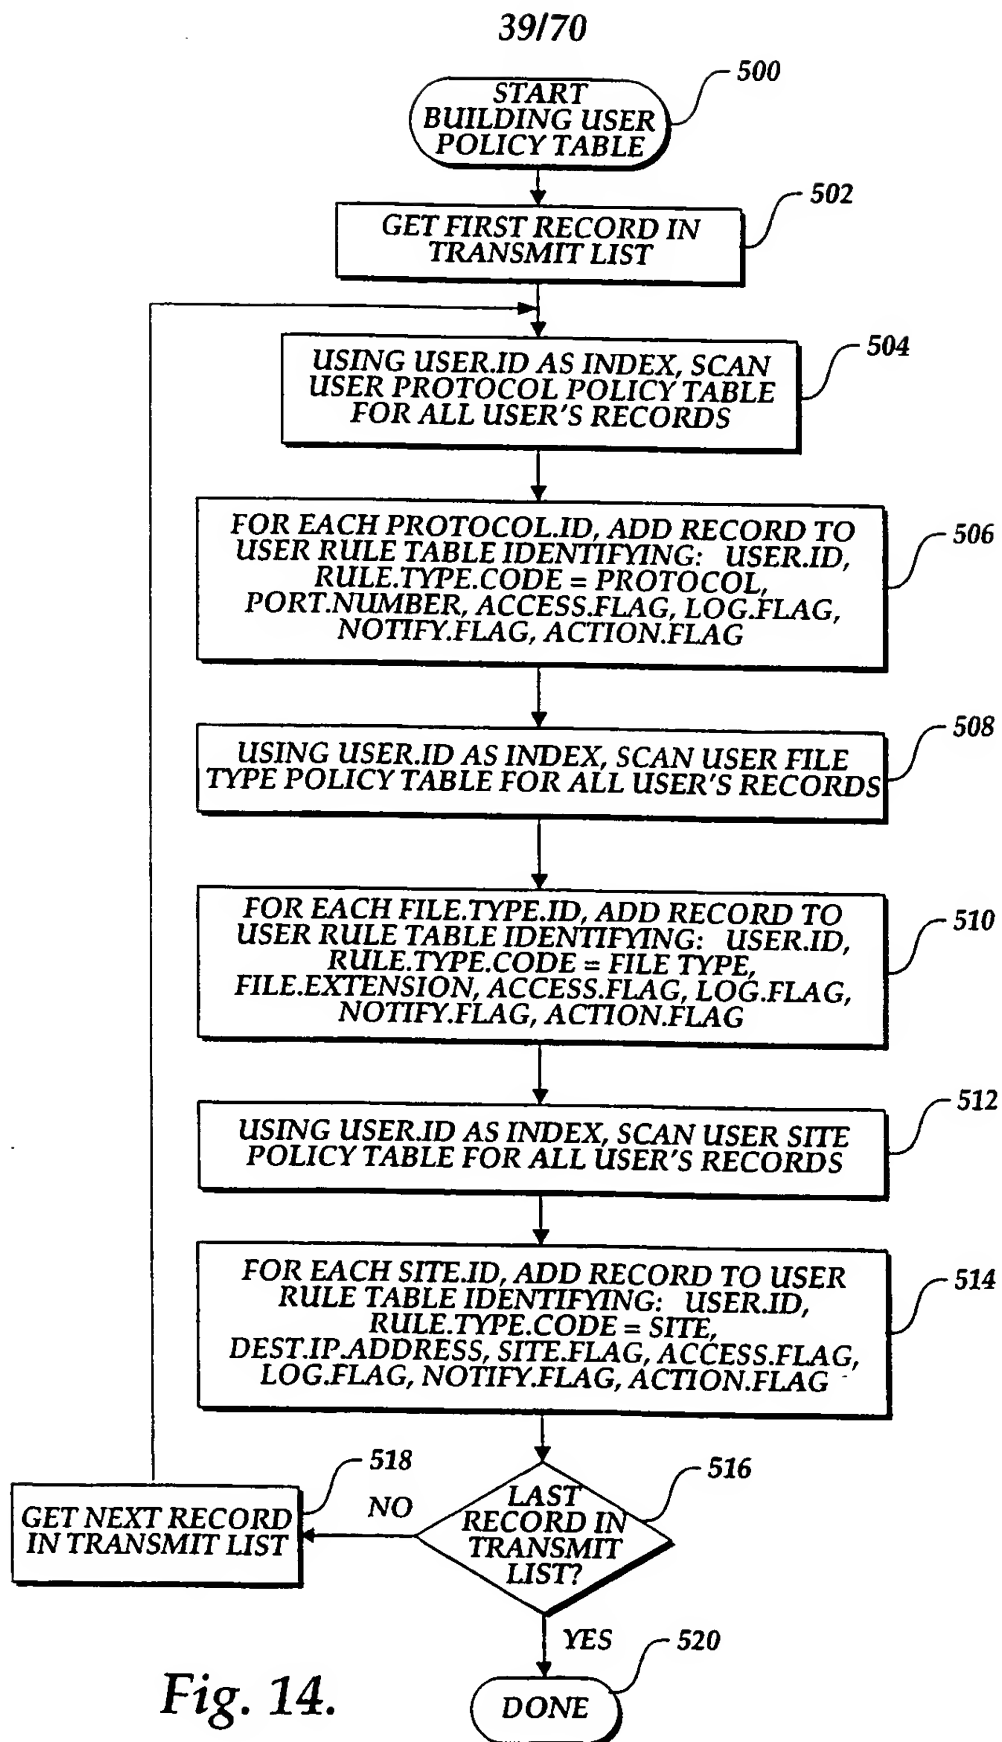 39/70
500
START
BUILDING USER
POLICY TABLE
502
GET FIRST RECORD IN
TRANSMIT LIST
504
USING USER.ID AS INDEX, SCAN
USER PROTOCOL POLICY TABLE
FOR ALL USER'S RECORDS
506
FOR EACH PROTOCOL.ID, ADD RECORD TO
USER RULE TABLE IDENTIFYING: USER.ID,
RULE.TYPE.CODE = PROTOCOL,
PORT.NUMBER, ACCESS.FLAG, LOG.FLAG,
NOTIFY.FLAG, ACTION.FLAG
508
USING USER.ID AS INDEX, SCAN USER FILE
TYPE POLICY TABLE FOR ALL USER'S RECORDS
510
FOR EACH FILE.TYPE.ID, ADD RECORD TO
USER RULE TABLE IDENTIFYING: USER.ID,
RULE.TYPE.CODE = FILE TYPE,
FILE.EXTENSION, ACCESS.FLAG, LOG.FLAG,
NOTIFY.FLAG, ACTION.FLAG
512
USING USER.ID AS INDEX, SCAN USER SITE
POLICY TABLE FOR ALL USER'S RECORDS
514
FOR EACH SITE.ID, ADD RECORD TO USER
RULE TABLE IDENTIFYING: USER.ID,
RULE.TYPE.CODE = SITE,
DEST.IP.ADDRESS, SITE.FLAG, ACCESS.FLAG,
LOG.FLAG, NOTIFY.FLAG, ACTION.FLAG
516
LAST
RECORD IN
TRANSMIT
LIST?
NO
518
GET NEXT RECORD
IN TRANSMIT LIST
YES
520
DONE
Fig. 14.